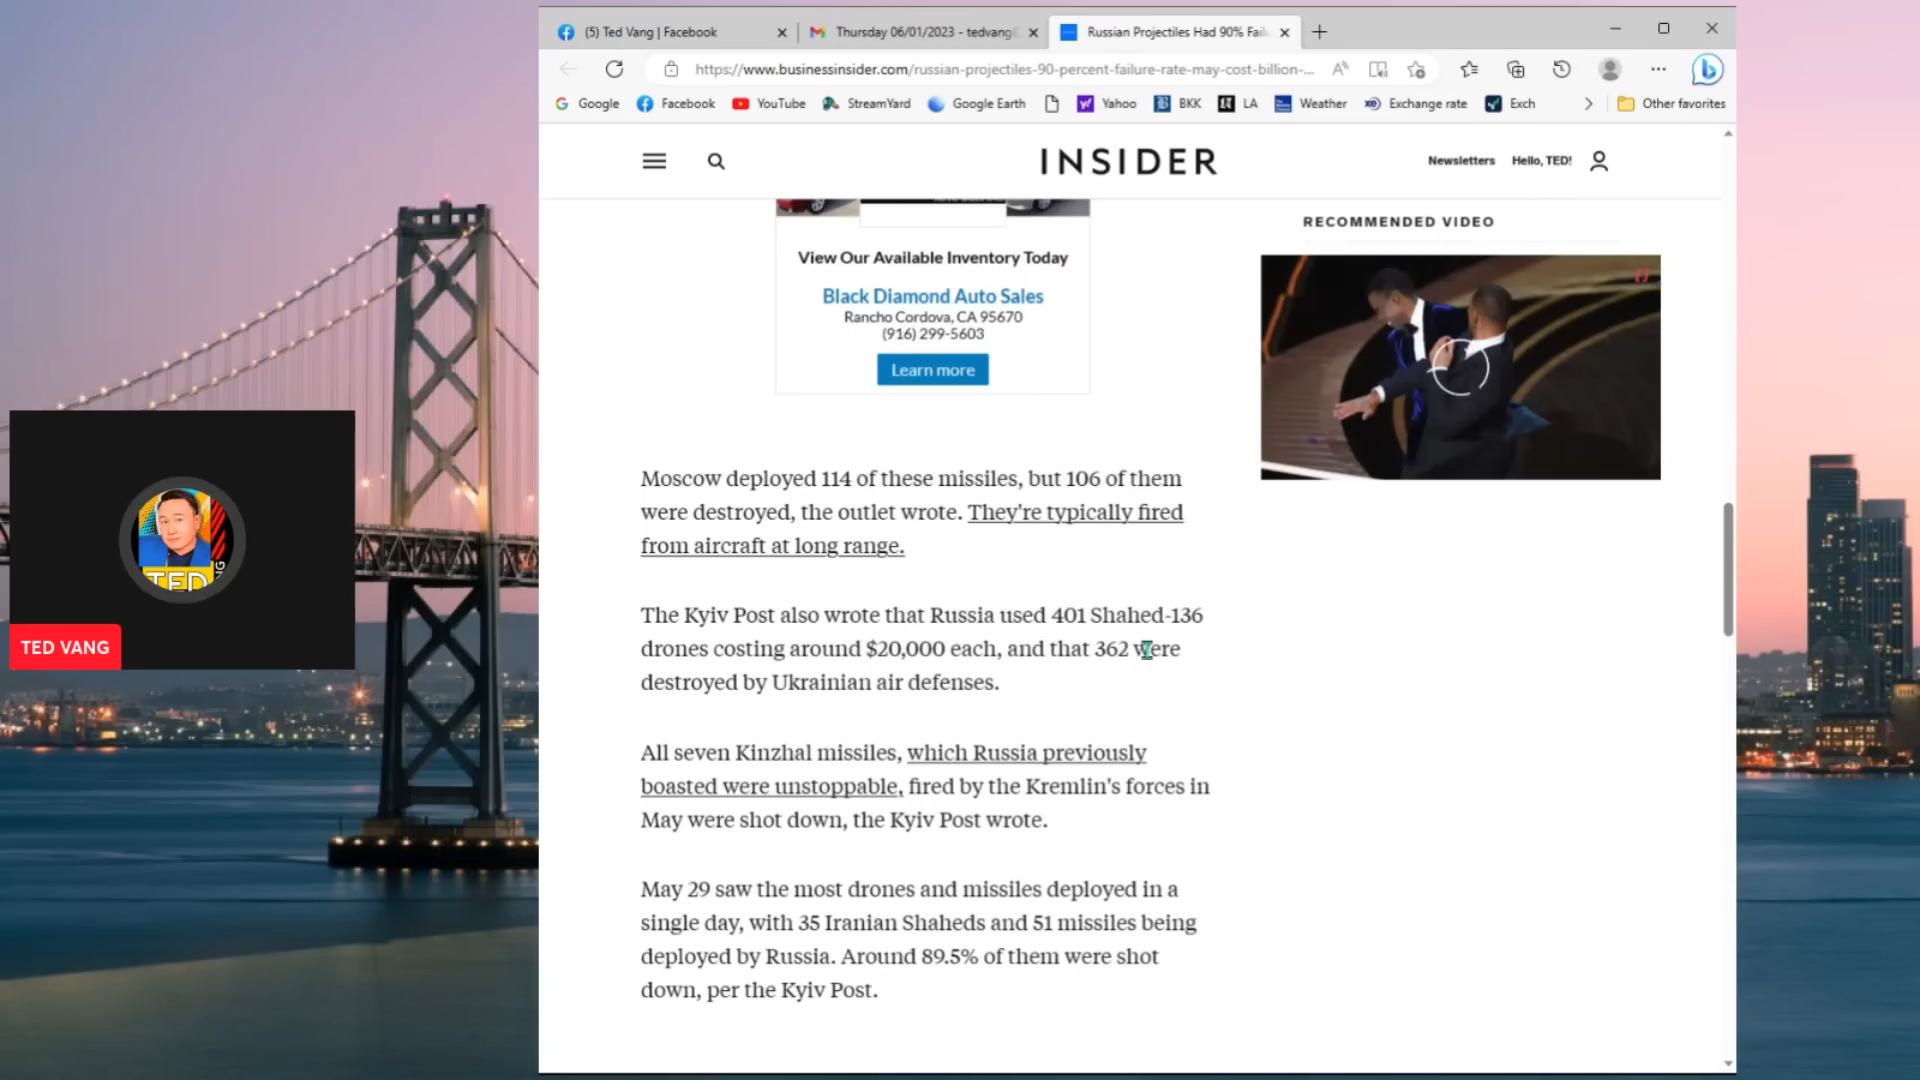 (5) Ted Vang | Facebook
Thursday 06/01/2023 - tedvang
Russian Projectiles Had 90% Fail
https://www.businessinsider.com/russian-projectiles-90-percent-failure-rate-may-cost-billion-...
Google
Facebook
YouTube
StreamYard
Google Earth
Yahoo
BKK
LA
Weather
Exchange rate
Exch
Other favorites
INSIDER
Newsletters
Hello, TED!
View Our Available Inventory Today
Black Diamond Auto Sales
Rancho Cordova, CA 95670
(916) 299-5603
Learn more
RECOMMENDED VIDEO
Moscow deployed 114 of these missiles, but 106 of them
were destroyed, the outlet wrote. They're typically fired
from aircraft at long range.
The Kyiv Post also wrote that Russia used 401 Shahed-136
drones costing around $20,000 each, and that 362 were
destroyed by Ukrainian air defenses.
All seven Kinzhal missiles, which Russia previously
boasted were unstoppable, fired by the Kremlin's forces in
May were shot down, the Kyiv Post wrote.
May 29 saw the most drones and missiles deployed in a
single day, with 35 Iranian Shaheds and 51 missiles being
deployed by Russia. Around 89.5% of them were shot
down, per the Kyiv Post.
TED
TED VANG